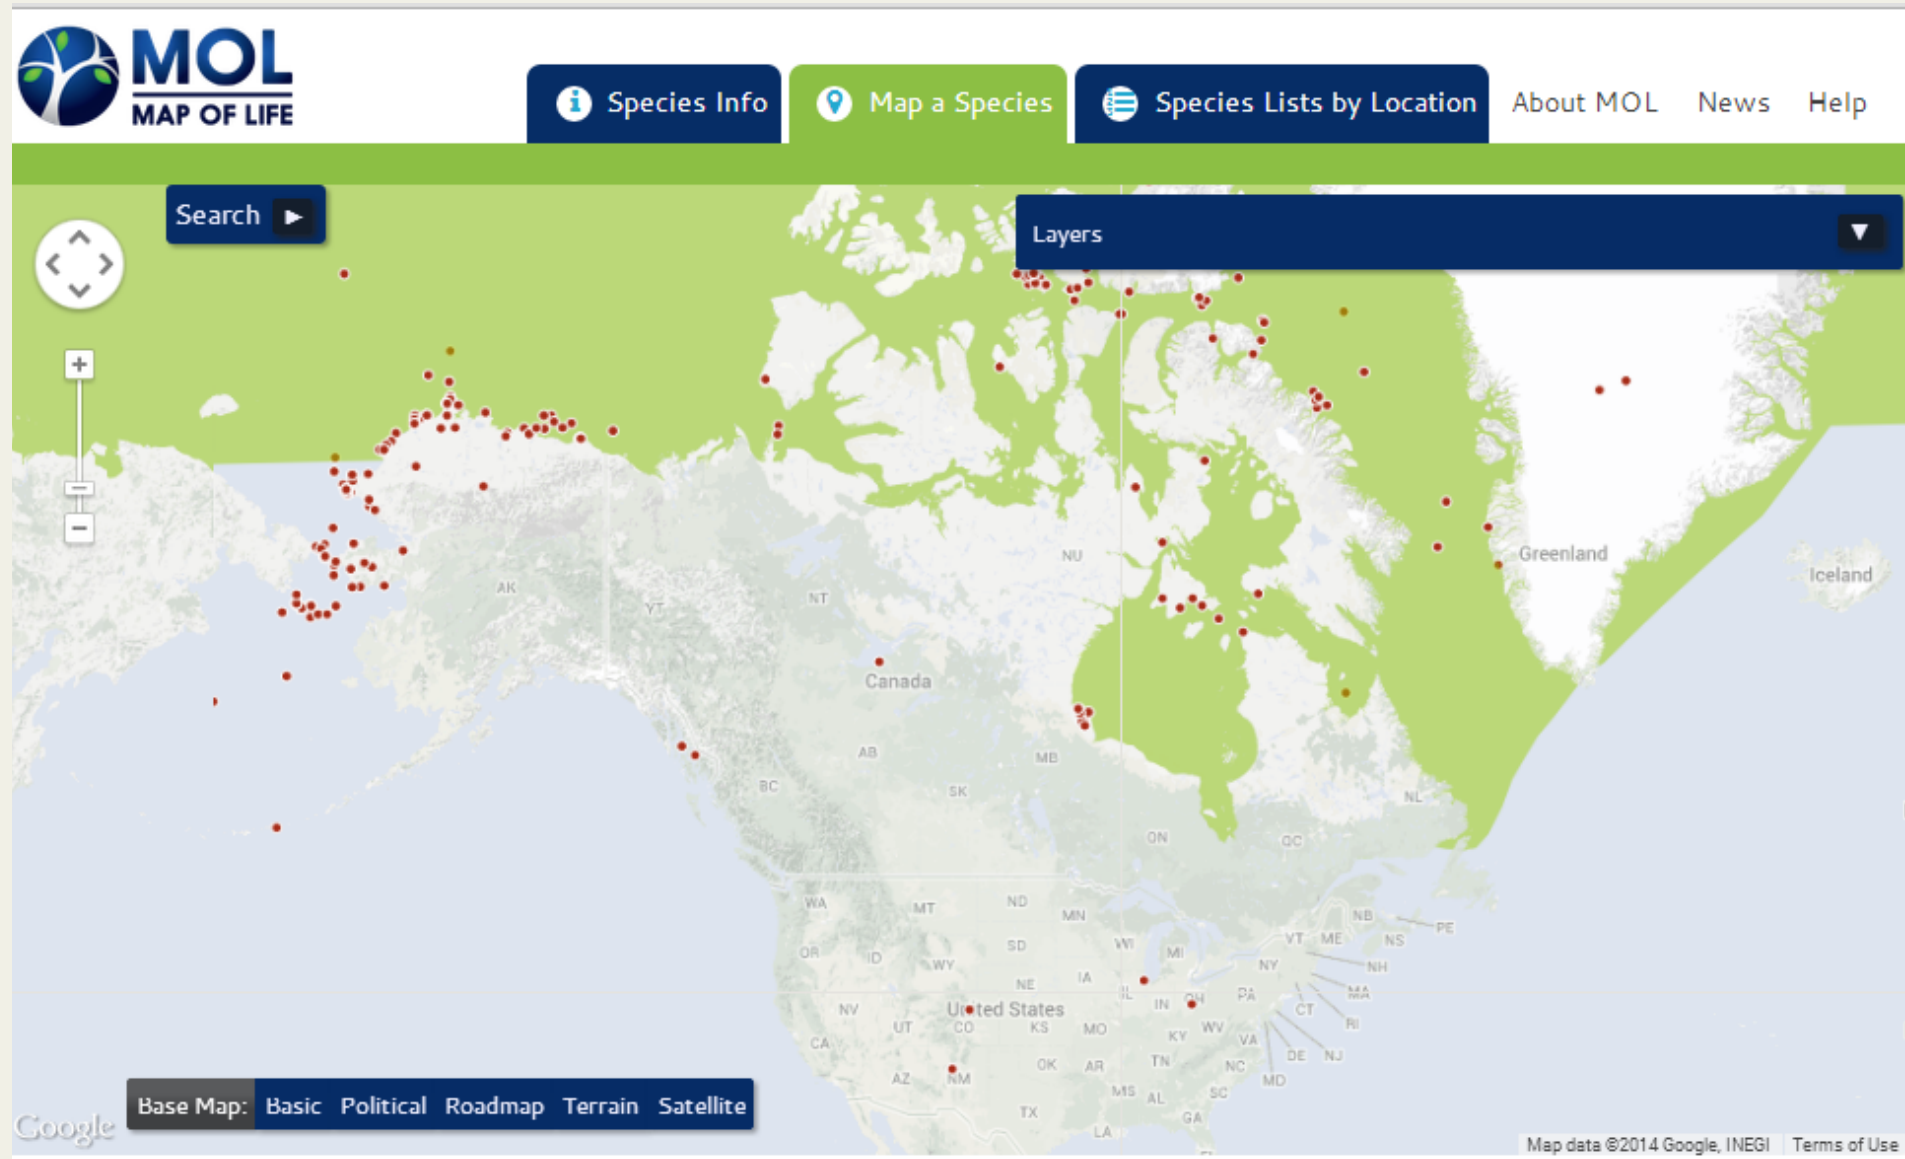 MOL
MAP OF LIFE
Species Info
Map a Species
Species Lists by Location
About MOL
News
Help
Search
Layers
Greenland
Iceland
NU
AK
YT
NT
Canada
AB
MB
BC
SK
NL
ON
QC
WA
MT
ND
MN
NB
PE
OR
ID
SD
WI
MI
VT
ME
NS
WY
NY
NH
NE
IA
IL
IN
OH
PA
MA
NV
United States
CT
UT
CO
KS
MO
KY
WV
VA
RI
CA
OK
AR
TN
NC
DE
NJ
AZ
NM
MD
MS
AL
SC
TX
GA
LA
Base Map: Basic Political Roadmap Terrain Satellite
Google
Map data ©2014 Google, INEGI
Terms of Use